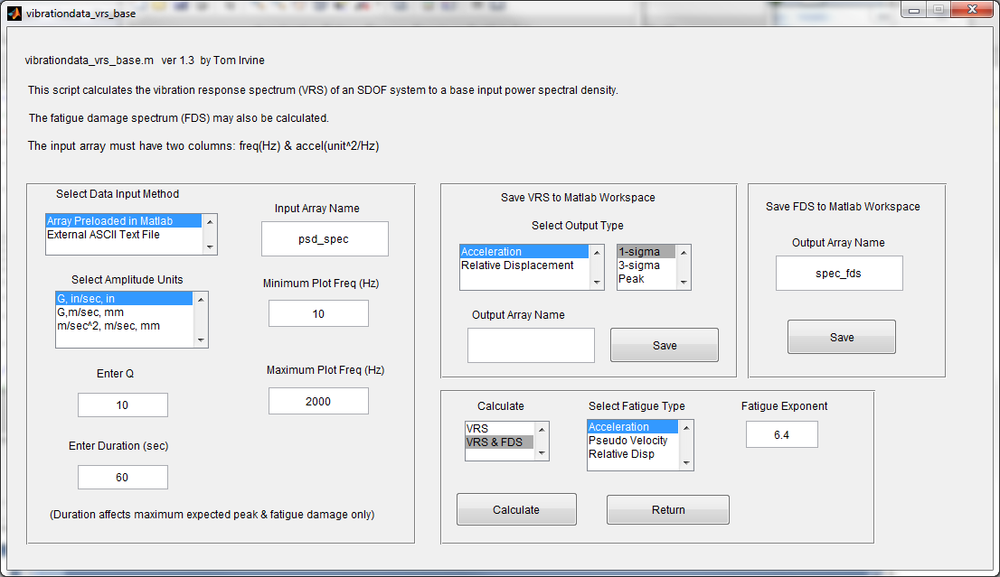 vibrationdata_vrs_base
vibrationdata_vrs_base.m   ver 1.3  by Tom Irvine
This script calculates the vibration response spectrum (VRS) of an SDOF system to a base input power spectral density.
The fatigue damage spectrum (FDS) may also be calculated.
The input array must have two columns: freq(Hz) & accel(unit^2/Hz)
Select Data Input Method
Array Preloaded in Matlab
External ASCII Text File
Input Array Name
psd_spec
Select Amplitude Units
G, in/sec, in
G,m/sec, mm
m/sec^2, m/sec, mm
Minimum Plot Freq (Hz)
10
Enter Q
10
Maximum Plot Freq (Hz)
2000
Enter Duration (sec)
60
(Duration affects maximum expected peak & fatigue damage only)
Save VRS to Matlab Workspace
Select Output Type
Acceleration
Relative Displacement
1-sigma
3-sigma
Peak
Output Array Name
Save
Save FDS to Matlab Workspace
Output Array Name
spec_fds
Save
Calculate
VRS
VRS & FDS
Select Fatigue Type
Acceleration
Pseudo Velocity
Relative Disp
Fatigue Exponent
6.4
Calculate
Return